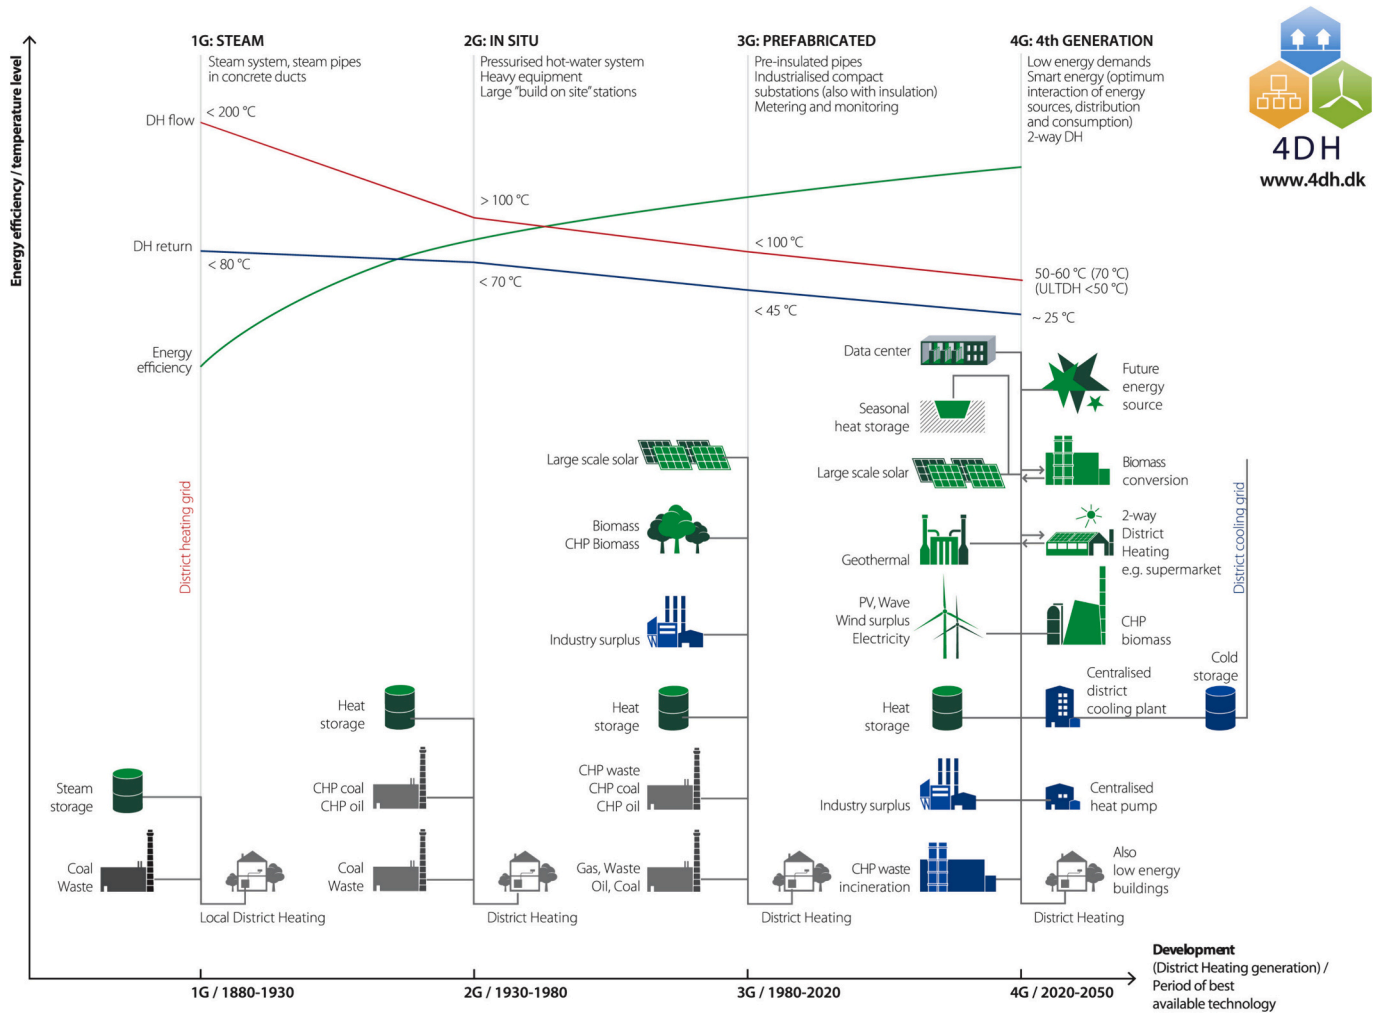 1G: STEAM
Steam system, steam pipes
in concrete ducts
2G: IN SITU
Pressurised hot-water system
Heavy equipment
Large "build on site" stations
3G: PREFABRICATED
Pre-insulated pipes
Industrialised compact
substations (also with insulation)
Metering and monitoring
4G: 4th GENERATION
Low energy demands
Smart energy (optimum
interaction of energy
sources, distribution
and consumption)
2-way DH
4DH
www.4dh.dk
Energy efficiency / temperature level
DH flow
< 200 °C
> 100 °C
< 100 °C
50-60 °C (70 °C)
(ULTDH <50 °C)
DH return
< 80 °C
< 70 °C
< 45 °C
~ 25 °C
Energy
efficiency
District heating grid
Steam
storage
Coal
Waste
Local District Heating
Heat
storage
CHP coal
CHP oil
Coal
Waste
District Heating
Large scale solar
Biomass
CHP Biomass
Industry surplus
Heat
storage
CHP waste
CHP coal
CHP oil
Gas, Waste
Oil, Coal
District Heating
Data center
Seasonal
heat storage
Large scale solar
Geothermal
PV, Wave
Wind surplus
Electricity
Heat
storage
Industry surplus
CHP waste
incineration
Future
energy
source
Biomass
conversion
2-way
District
Heating
e.g. supermarket
CHP
biomass
Centralised
district
cooling plant
Cold
storage
District cooling grid
Centralised
heat pump
Also
low energy
buildings
District Heating
1G / 1880-1930
2G / 1930-1980
3G / 1980-2020
4G / 2020-2050
Development
(District Heating generation) /
Period of best
available technology